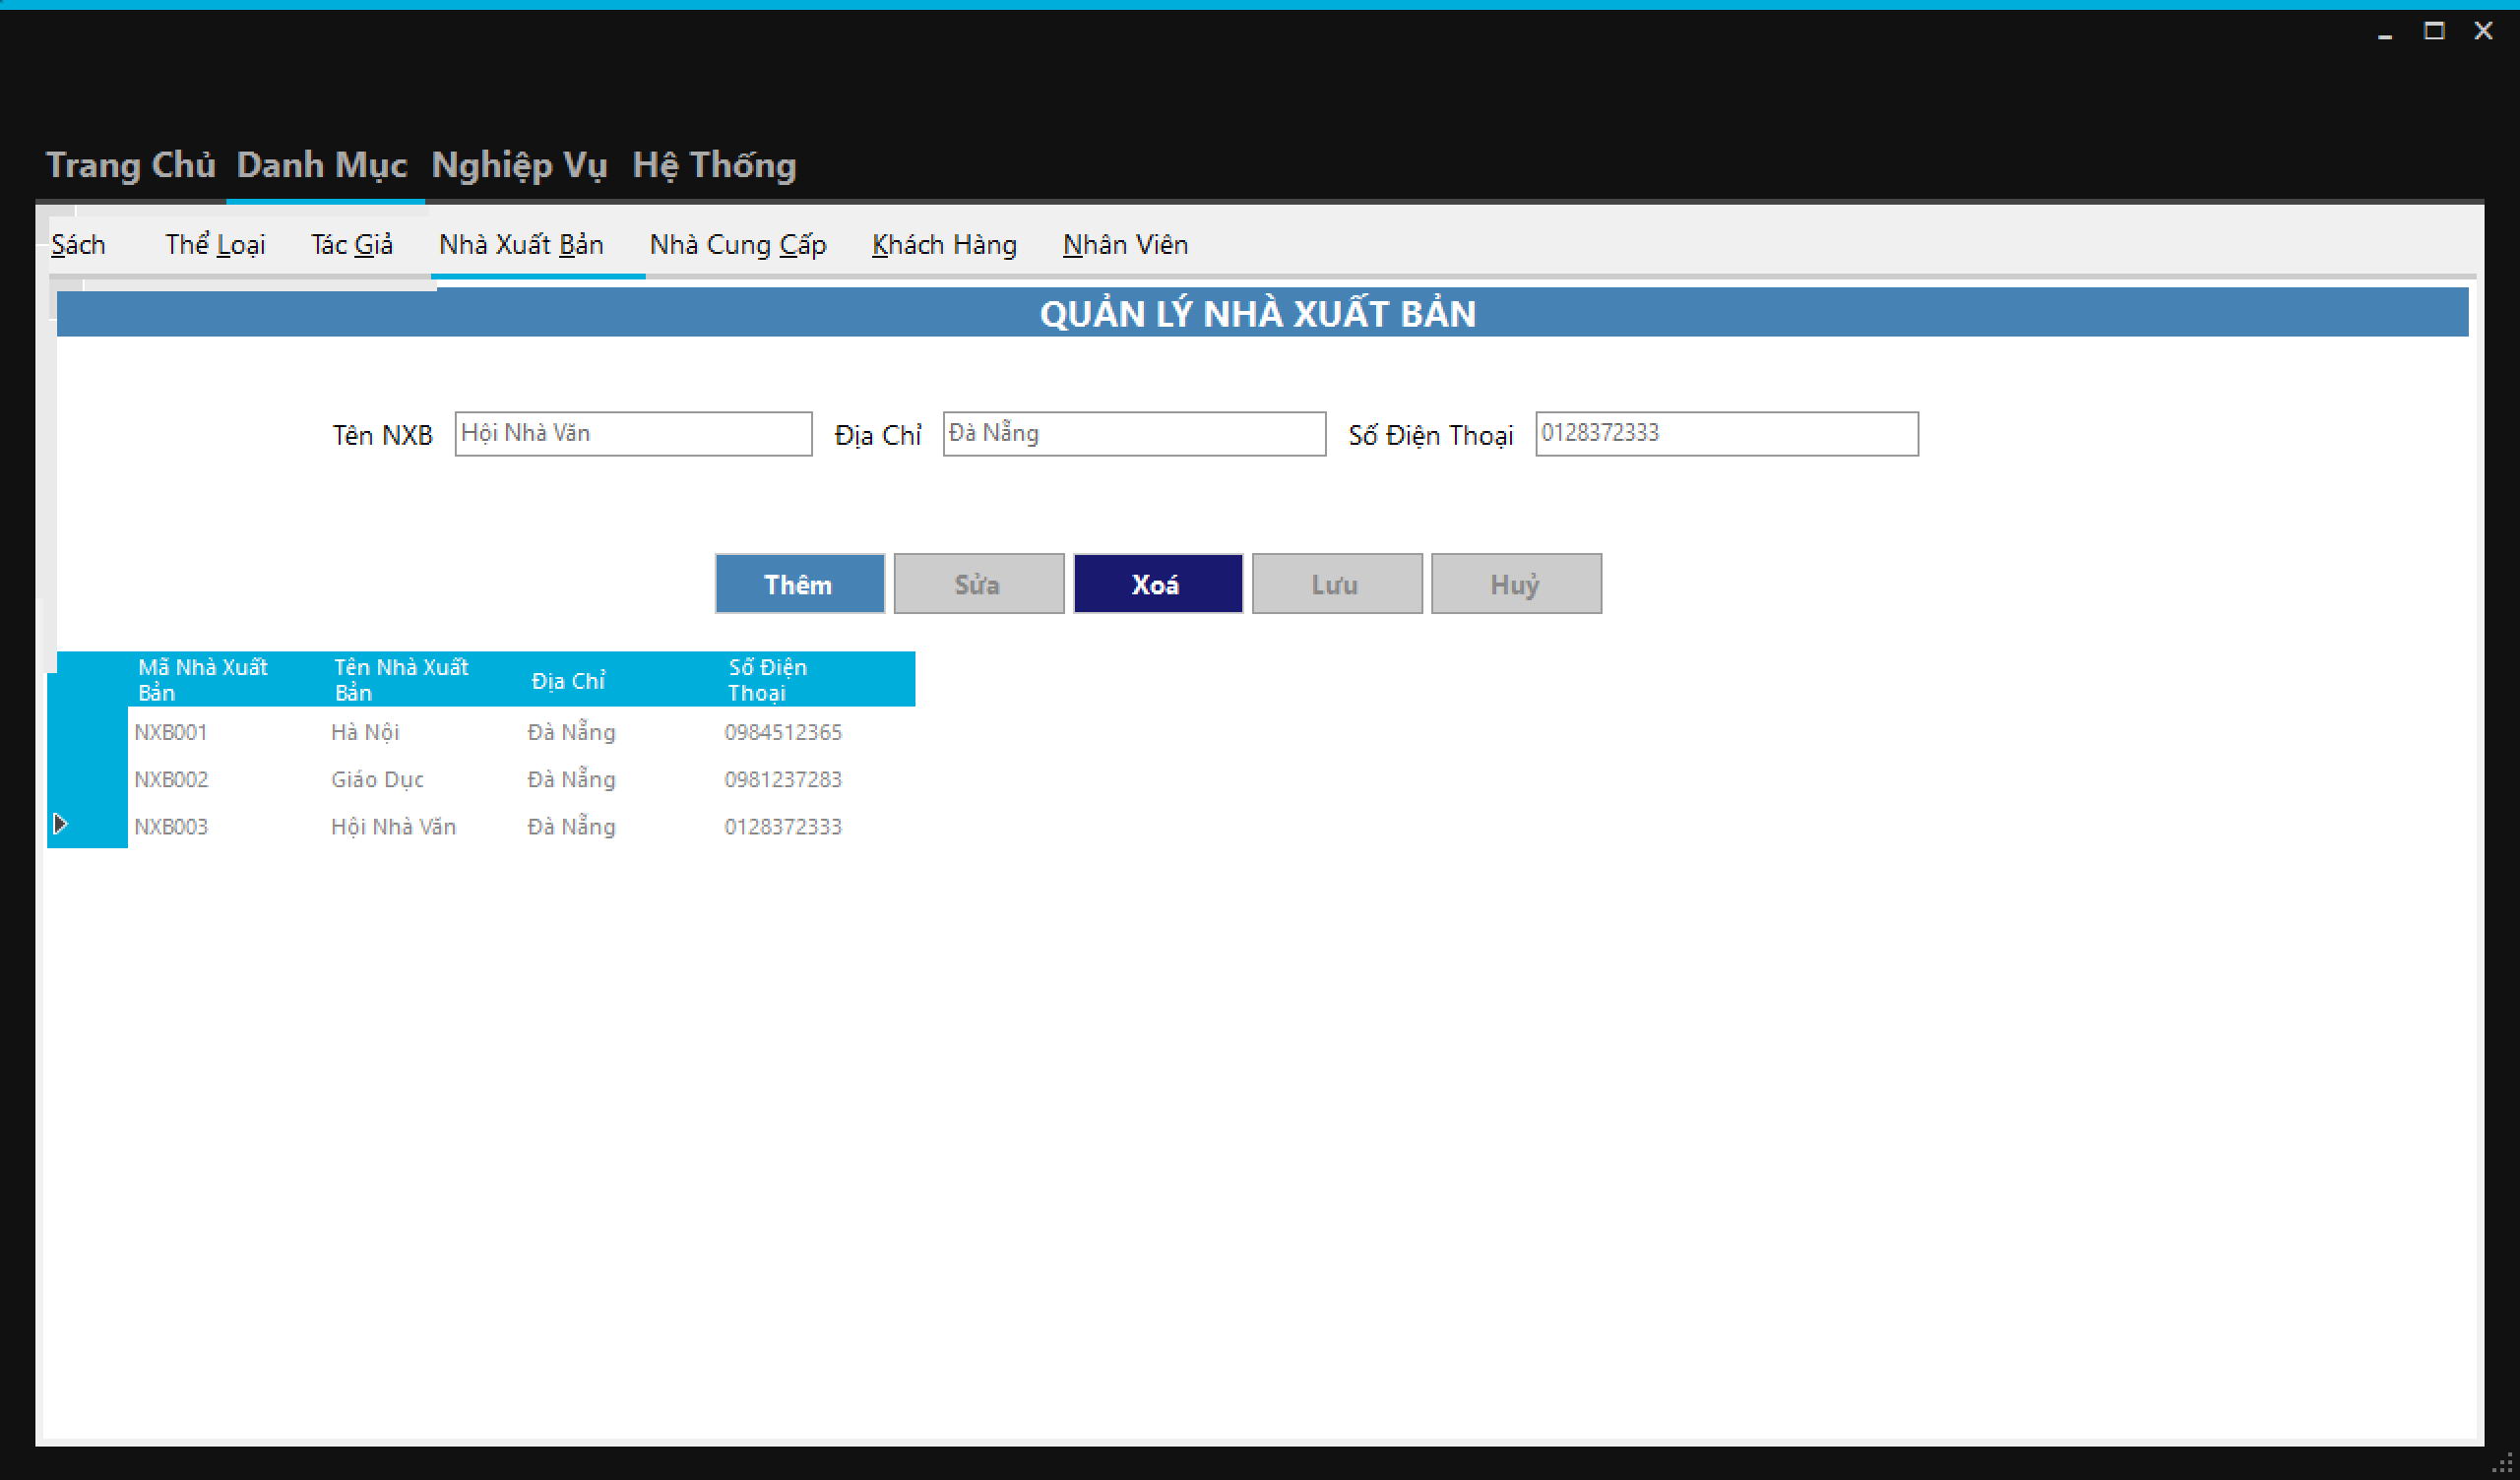 Trang Chủ Danh Mục Nghiệp Vụ Hệ Thống
Sách Thể Loại Tác Giả Nhà Xuất Bản Nhà Cung Cấp Khách Hàng Nhân Viên
QUẢN LÝ NHÀ XUẤT BẢN
Tên NXB Hội Nhà Văn Địa Chỉ Đà Nẵng Số Điện Thoại 0128372333
Thêm Sửa Xoá Lưu Huỷ
Mã Nhà Xuất Bản Tên Nhà Xuất Bản Địa Chỉ Số Điện Thoại
NXB001 Hà Nội Đà Nẵng 0984512365
NXB002 Giáo Dục Đà Nẵng 0981237283
NXB003 Hội Nhà Văn Đà Nẵng 0128372333